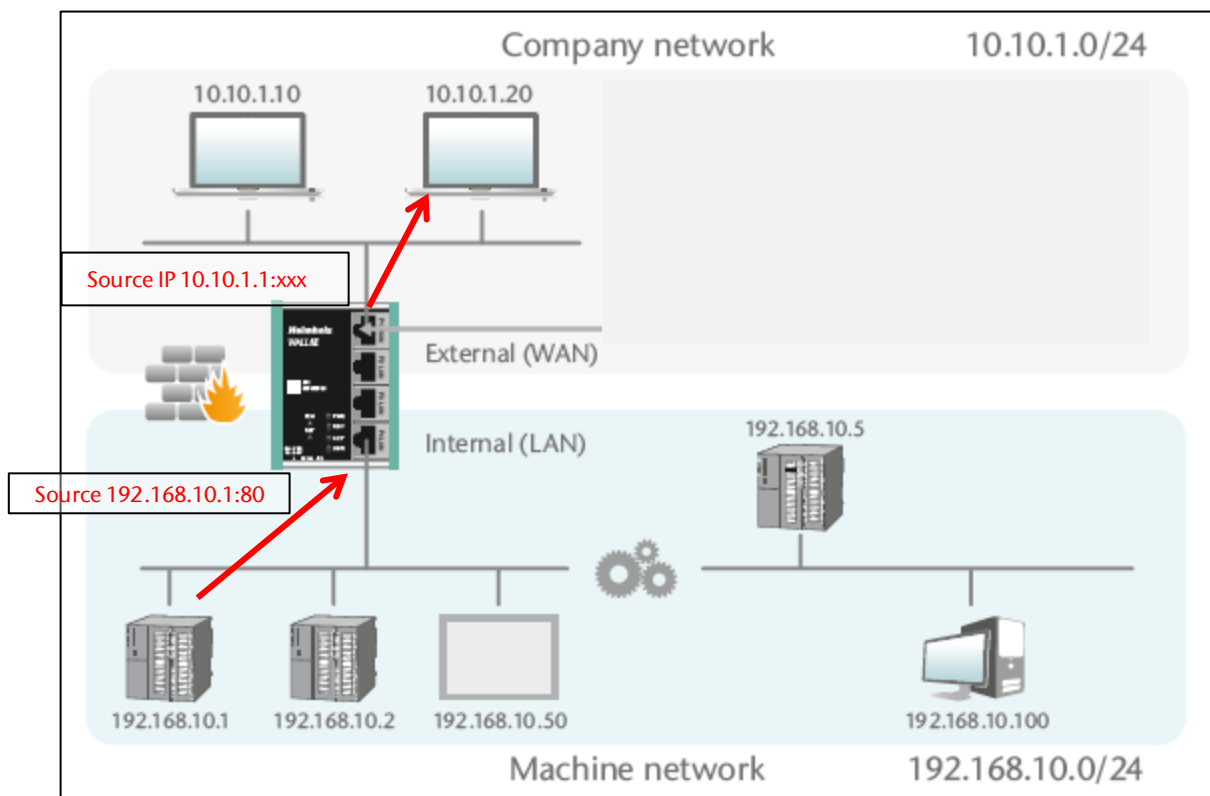 Company network 10.10.1.0/24
10.10.1.10 10.10.1.20
Source IP 10.10.1.1:xxx
Helmholz
WALL IE
External (WAN)
Internal (LAN)
192.168.10.5
Source 192.168.10.1:80
192.168.10.1 192.168.10.2 192.168.10.50 192.168.10.100
Machine network 192.168.10.0/24